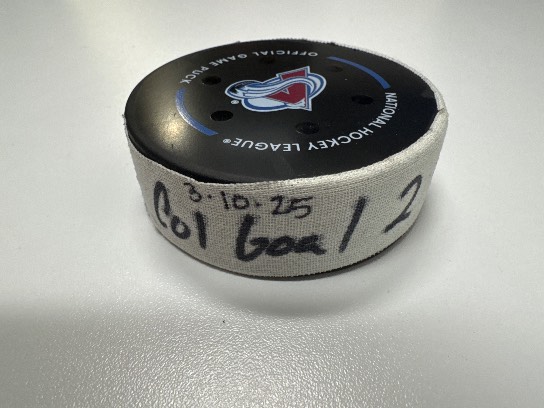 OFFICIAL GAME PUCK
NATIONAL HOCKEY LEAGUE®
3.10.25
Col Goal 2